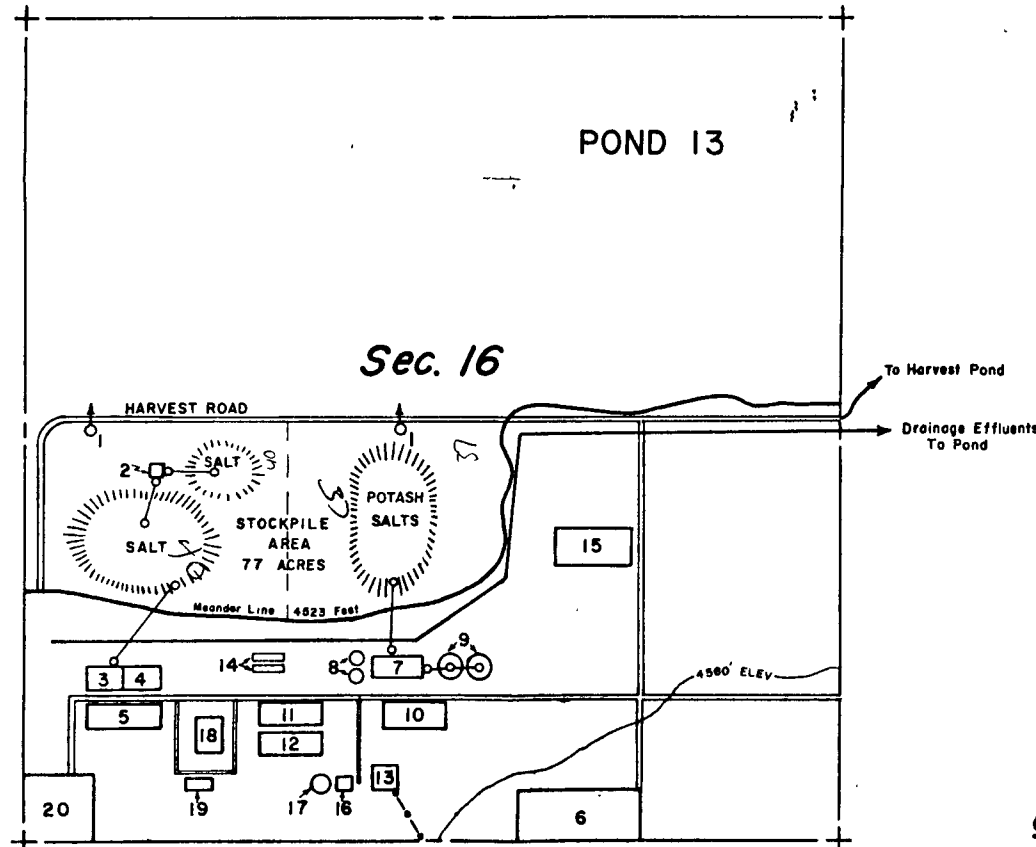 POND 13
Sec. 16
To Harvest Pond
HARVEST ROAD
Drainage Effluents
To Pond
1
1
2
SALT
SALT
POTASH
SALTS
37
STOCKPILE
AREA
77 ACRES
15
Meander Line 4523 Feet
14
8
7
9
3
4
4560' ELEV
5
18
11
12
10
13
19
17
16
20
6